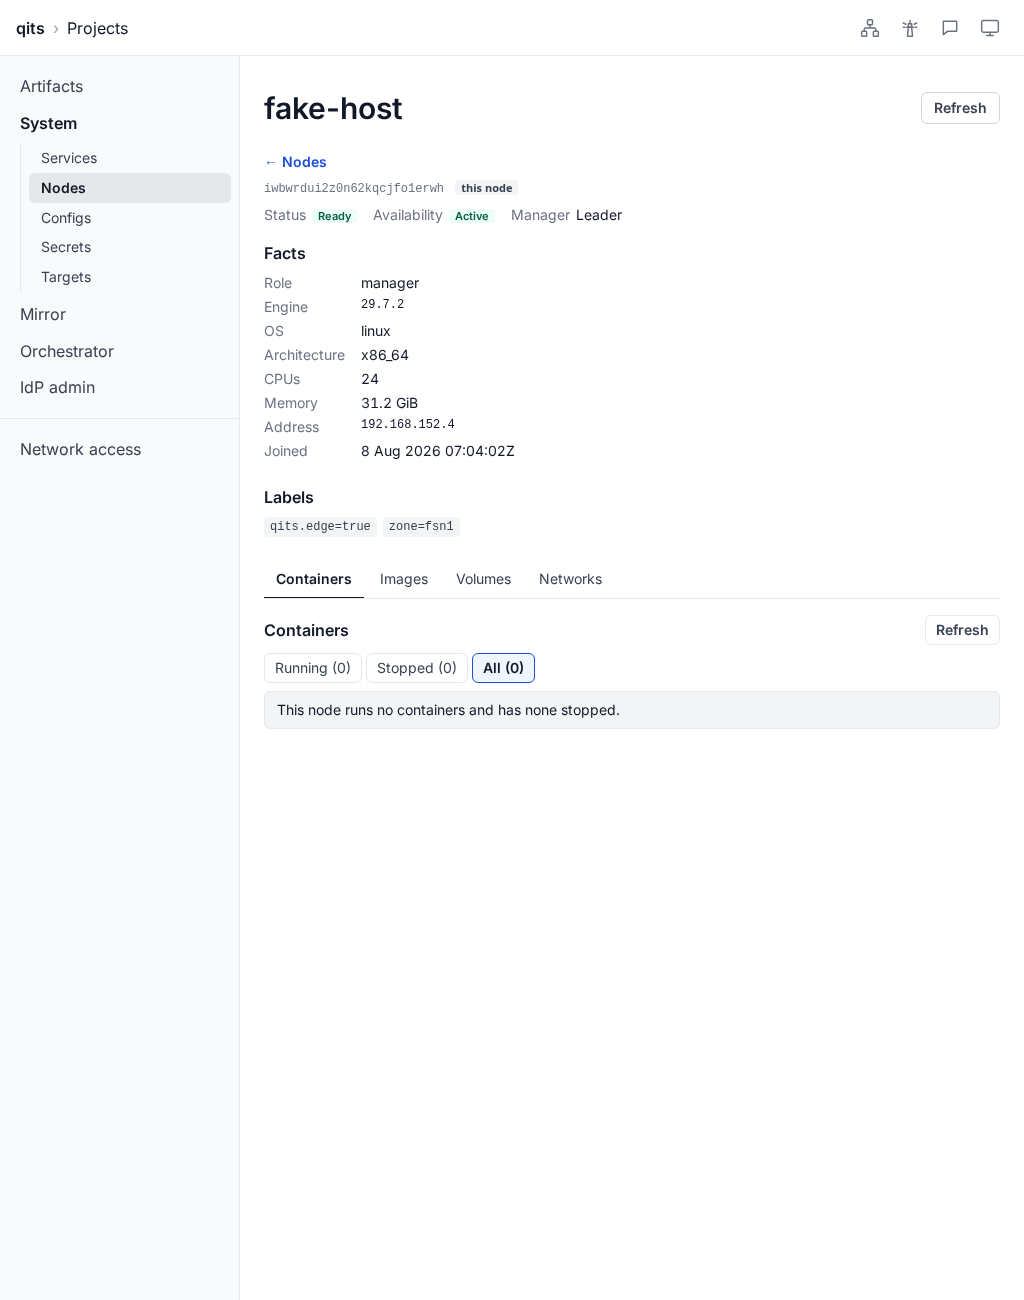 qits › Projects
Artifacts
System
Services
Nodes
Configs
Secrets
Targets
Mirror
Orchestrator
IdP admin
Network access
fake-host
Refresh
← Nodes
iwbwrdui2z0n62kqcjfo1erwh this node
Status Ready Availability Active Manager Leader
Facts
Role manager
Engine 29.7.2
OS linux
Architecture x86_64
CPUs 24
Memory 31.2 GiB
Address 192.168.152.4
Joined 8 Aug 2026 07:04:02Z
Labels
qits.edge=true zone=fsn1
Containers Images Volumes Networks
Containers
Refresh
Running (0) Stopped (0) All (0)
This node runs no containers and has none stopped.